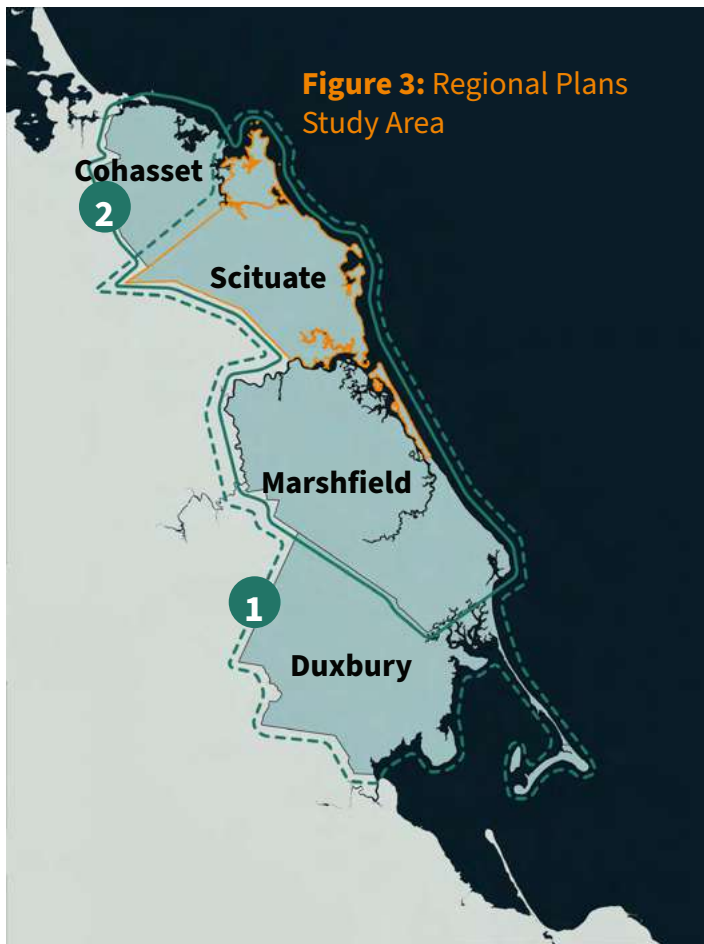 Figure 3: Regional Plans
Study Area
Cohasset
2
Scituate
Marshfield
1
Duxbury